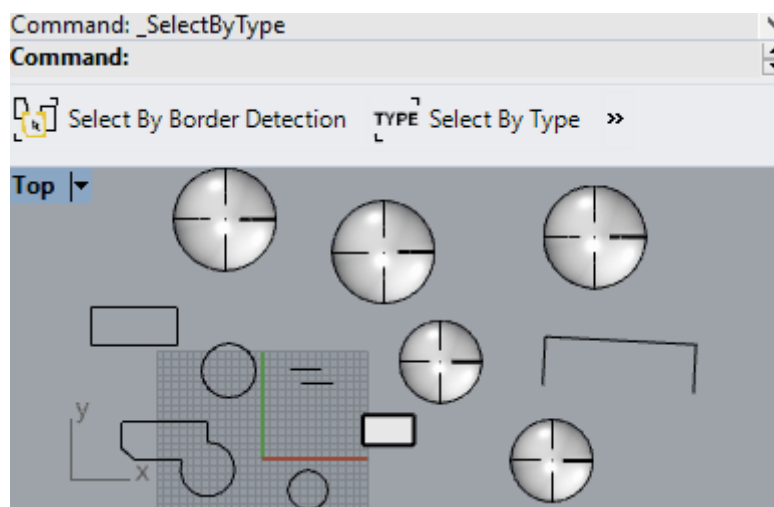 Command: _SelectByType
Command:
Select By Border Detection TYPE Select By Type »
Top
y
x